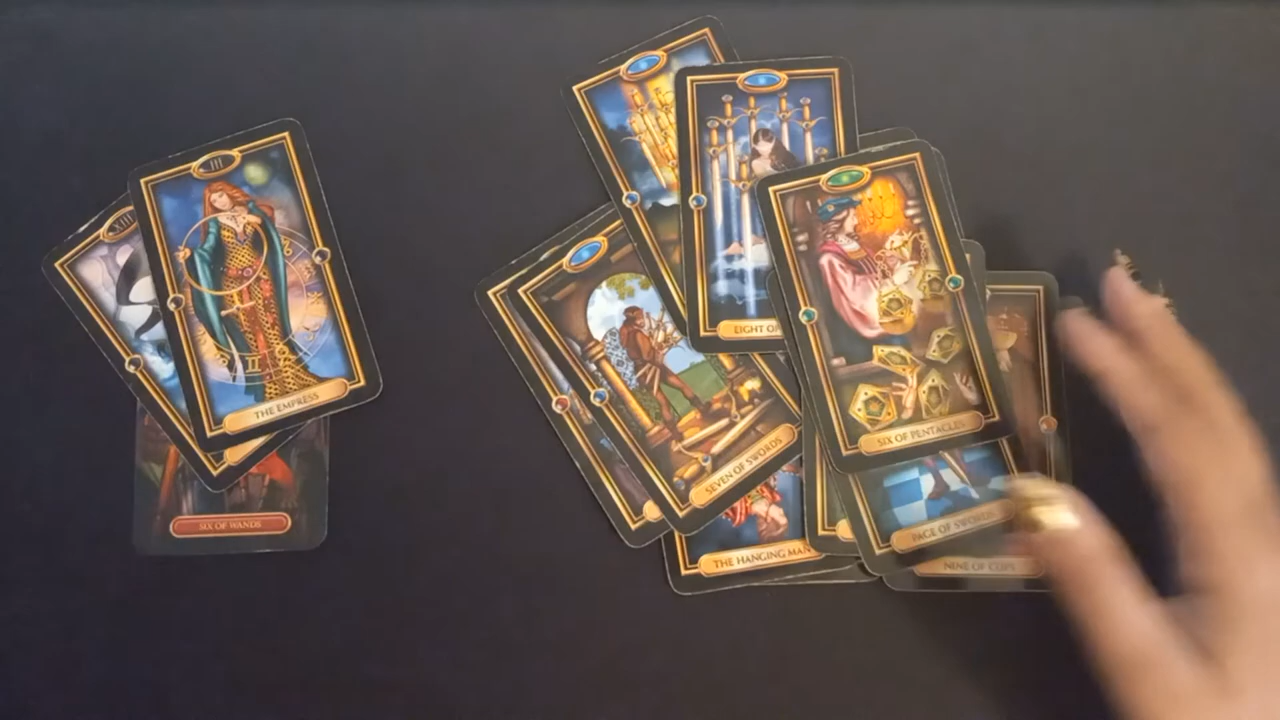 III
XIII
THE EMPRESS
SIX OF WANDS
EIGHT OF
SIX OF PENTACLES
SEVEN OF SWORDS
PAGE OF SWORDS
THE HANGING MAN
NINE OF CUPS